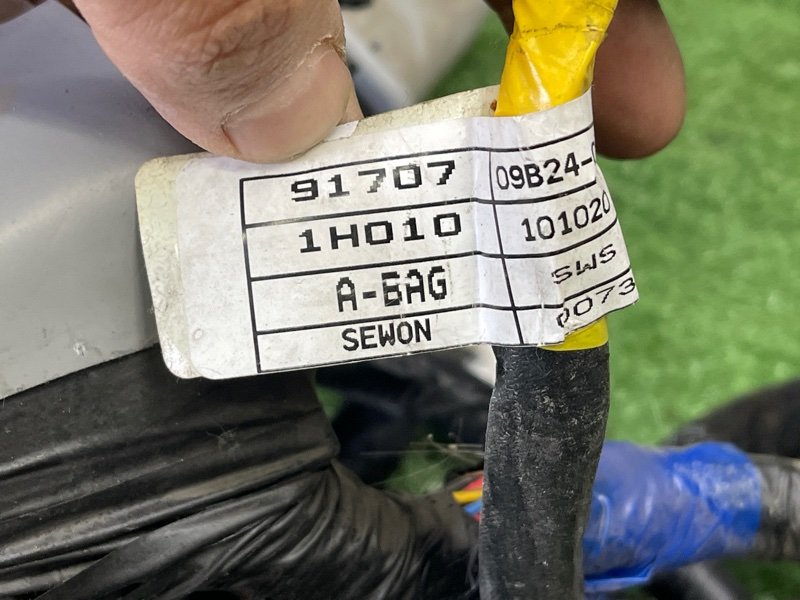 91707 09B24-
1H010 101020
A-BAG SWS
SEWON 0073